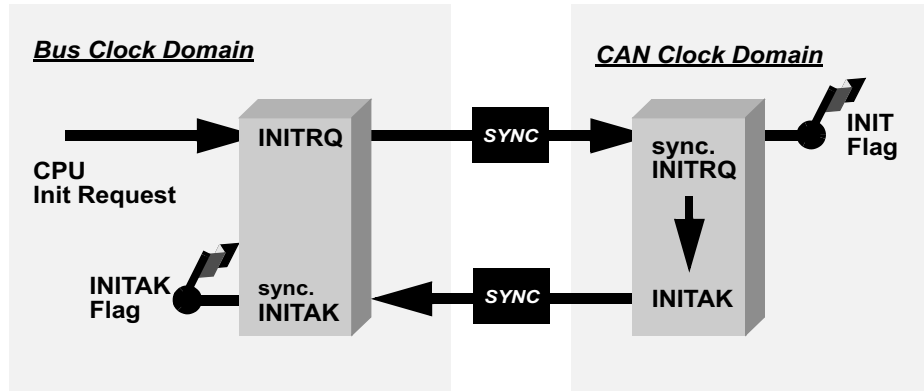 Bus Clock Domain
CAN Clock Domain
CPU
Init Request
INITRQ
SYNC
sync.
INITRQ
INIT
Flag
INITAK
Flag
sync.
INITAK
SYNC
INITAK